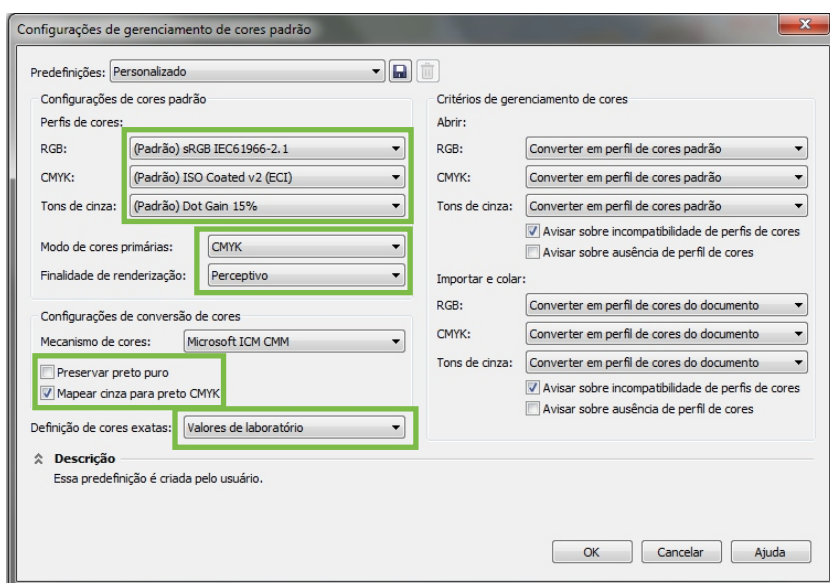 Configurações de gerenciamento de cores padrão
Predefinições: Personalizado
Configurações de cores padrão
Perfis de cores:
RGB: (Padrão) sRGB IEC61966-2.1
CMYK: (Padrão) ISO Coated v2 (ECI)
Tons de cinza: (Padrão) Dot Gain 15%
Modo de cores primárias: CMYK
Finalidade de renderização: Perceptivo
Configurações de conversão de cores
Mecanismo de cores: Microsoft ICM CMM
Preservar preto puro
Mapear cinza para preto CMYK
Definição de cores exatas: Valores de laboratório
Critérios de gerenciamento de cores
Abrir:
RGB: Converter em perfil de cores padrão
CMYK: Converter em perfil de cores padrão
Tons de cinza: Converter em perfil de cores padrão
Avisar sobre incompatibilidade de perfis de cores
Avisar sobre ausência de perfil de cores
Importar e colar:
RGB: Converter em perfil de cores do documento
CMYK: Converter em perfil de cores do documento
Tons de cinza: Converter em perfil de cores do documento
Avisar sobre incompatibilidade de perfis de cores
Avisar sobre ausência de perfil de cores
Descrição
Essa predefinição é criada pelo usuário.
OK Cancelar Ajuda